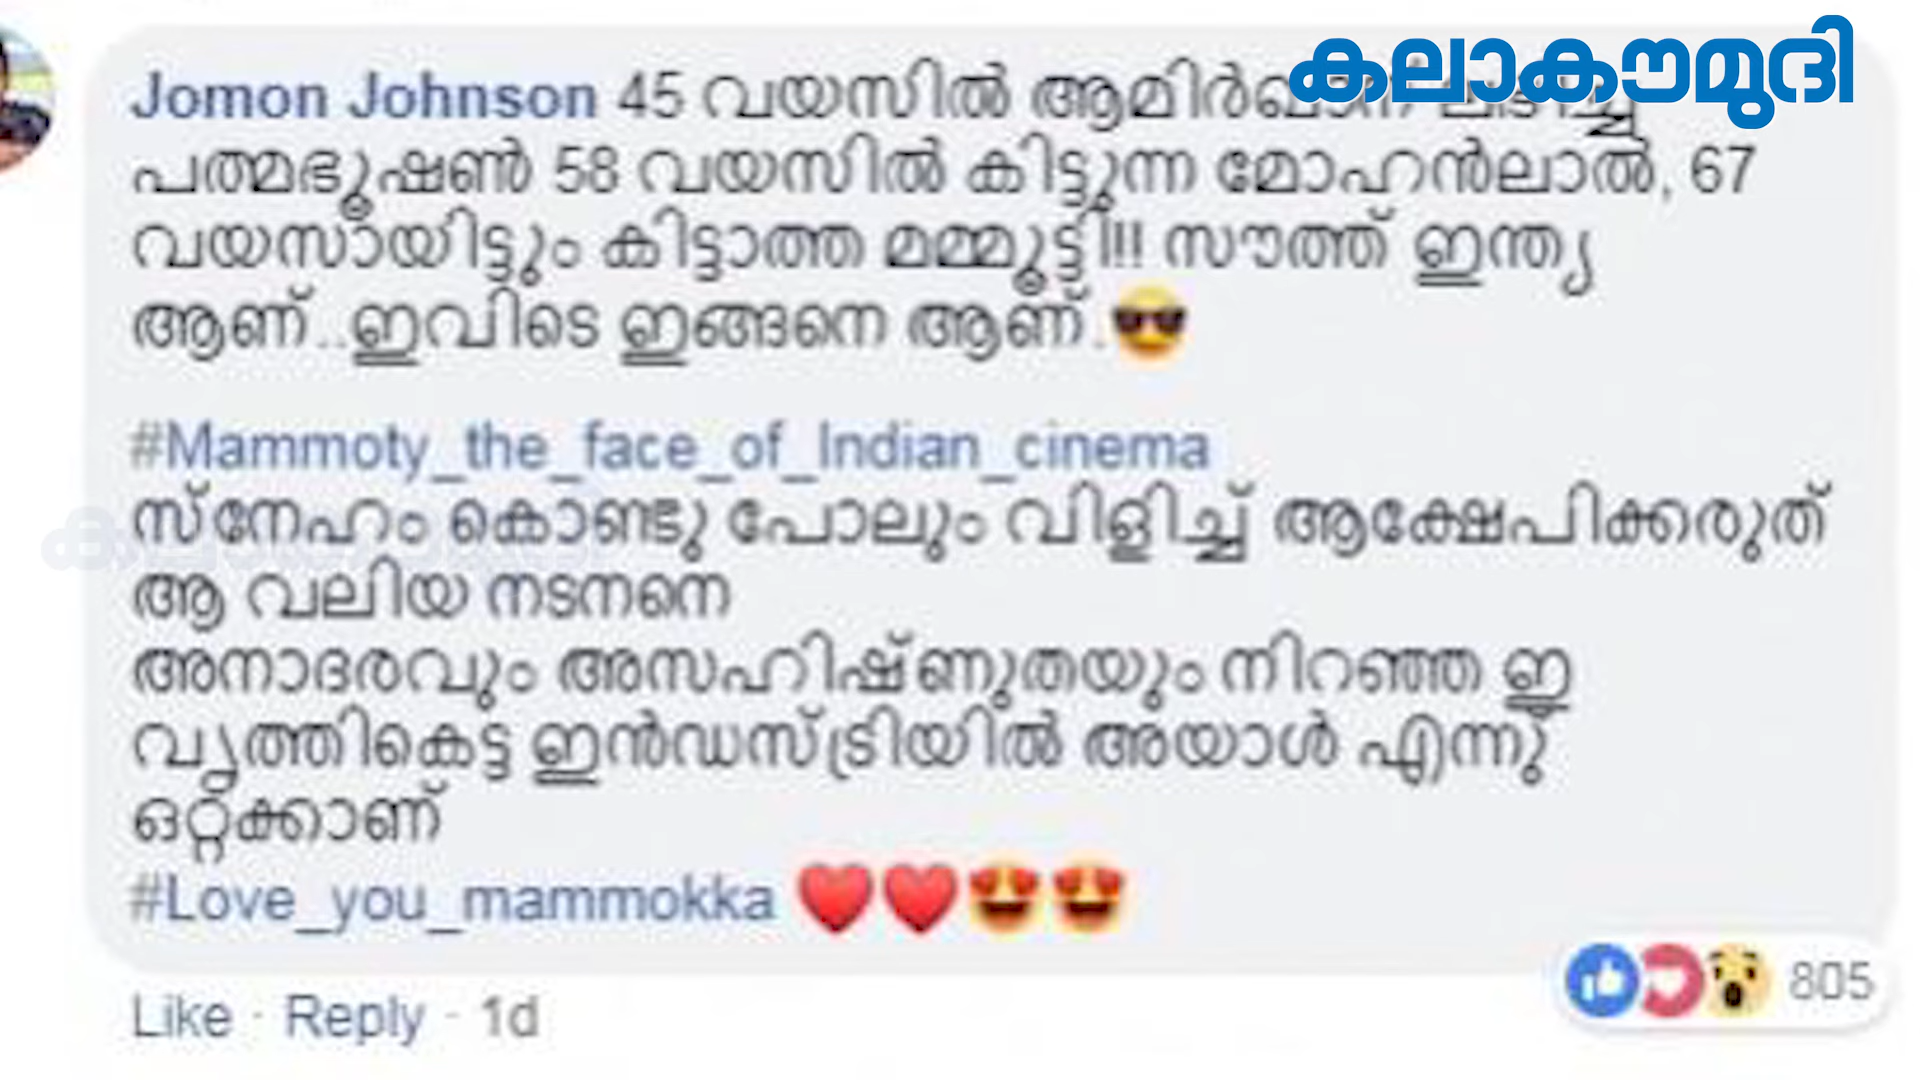 കലാകൗമുദി
Jomon Johnson 45 വയസിൽ ആമിർഖാന്
പത്മഭൂഷൺ 58 വയസിൽ കിട്ടുന്ന മോഹൻലാൽ, 67
വയസായിട്ടും കിട്ടാത്ത മമ്മൂട്ടി!! സൗത്ത് ഇന്ത്യ
ആണ്..ഇവിടെ ഇങ്ങനെ ആണ്.😎
#Mammoty_the_face_of_Indian_cinema
സ്നേഹം കൊണ്ടു പോലും വിളിച്ച് ആക്ഷേപിക്കരുത്
ആ വലിയ നടനനെ
അനാദരവും അസഹിഷ്ണുതയും നിറഞ്ഞ ഇ
വൃത്തികെട്ട ഇൻഡസ്ട്രിയിൽ അയാൾ എന്നു
ഒറ്റക്കാണ്
#Love_you_mammokka ❤️❤️😍😍
805
Like · Reply · 1d